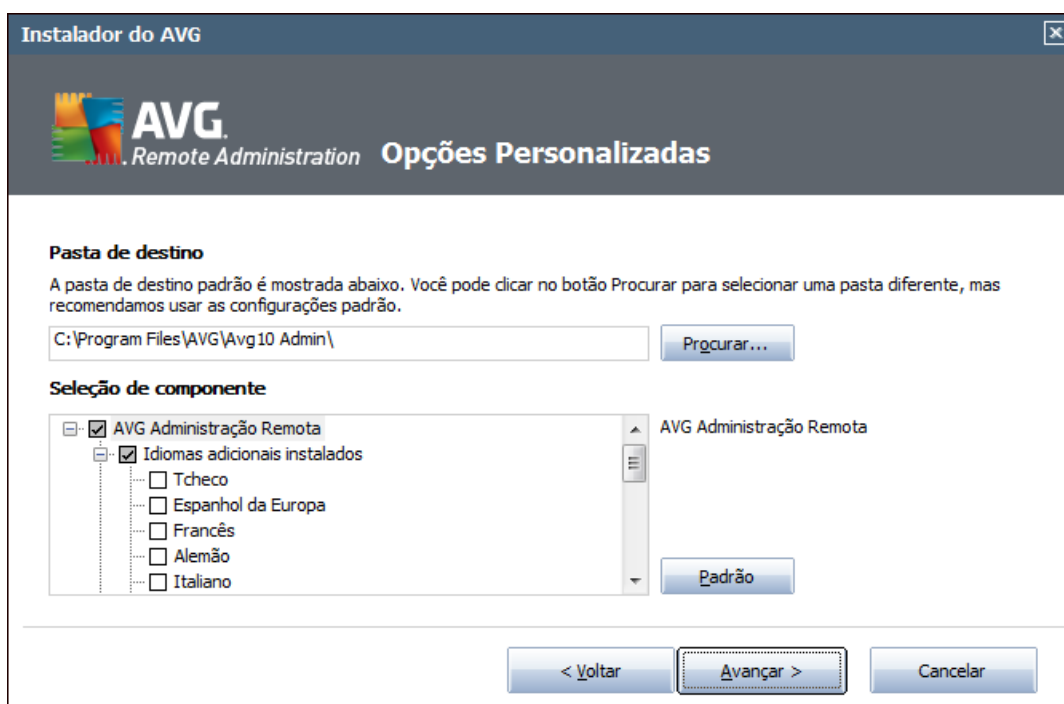 Instalador do AVG
AVG.
Remote Administration
Opções Personalizadas
Pasta de destino
A pasta de destino padrão é mostrada abaixo. Você pode clicar no botão Procurar para selecionar uma pasta diferente, mas
recomendamos usar as configurações padrão.
C:\Program Files\AVG\Avg10 Admin\
Procurar...
Seleção de componente
AVG Administração Remota
Idiomas adicionais instalados
Tcheco
Espanhol da Europa
Francês
Alemão
Italiano
AVG Administração Remota
Padrão
< Voltar
Avançar >
Cancelar